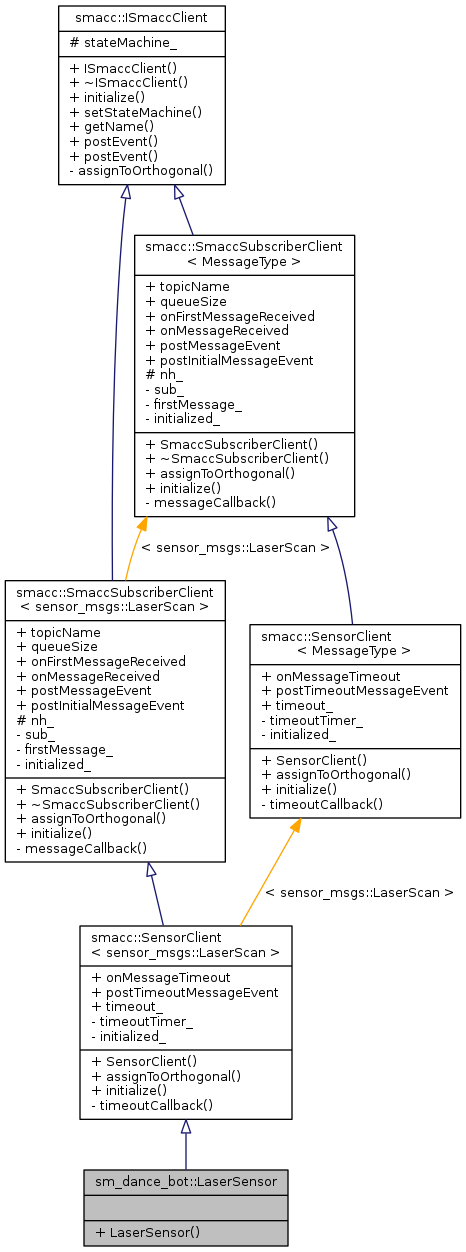 smacc::ISmaccClient
# stateMachine_
+ ISmaccClient()
+ ~ISmaccClient()
+ initialize()
+ setStateMachine()
+ getName()
+ postEvent()
+ postEvent()
- assignToOrthogonal()
smacc::SmaccSubscriberClient
< MessageType >
+ topicName
+ queueSize
+ onFirstMessageReceived
+ onMessageReceived
+ postMessageEvent
+ postInitialMessageEvent
# nh_
- sub_
- firstMessage_
- initialized_
+ SmaccSubscriberClient()
+ ~SmaccSubscriberClient()
+ assignToOrthogonal()
+ initialize()
- messageCallback()
< sensor_msgs::LaserScan >
smacc::SmaccSubscriberClient
< sensor_msgs::LaserScan >
+ topicName
+ queueSize
+ onFirstMessageReceived
+ onMessageReceived
+ postMessageEvent
+ postInitialMessageEvent
# nh_
- sub_
- firstMessage_
- initialized_
+ SmaccSubscriberClient()
+ ~SmaccSubscriberClient()
+ assignToOrthogonal()
+ initialize()
- messageCallback()
smacc::SensorClient
< MessageType >
+ onMessageTimeout
+ postTimeoutMessageEvent
+ timeout_
- timeoutTimer_
- initialized_
+ SensorClient()
+ assignToOrthogonal()
+ initialize()
- timeoutCallback()
< sensor_msgs::LaserScan >
smacc::SensorClient
< sensor_msgs::LaserScan >
+ onMessageTimeout
+ postTimeoutMessageEvent
+ timeout_
- timeoutTimer_
- initialized_
+ SensorClient()
+ assignToOrthogonal()
+ initialize()
- timeoutCallback()
sm_dance_bot::LaserSensor
+ LaserSensor()